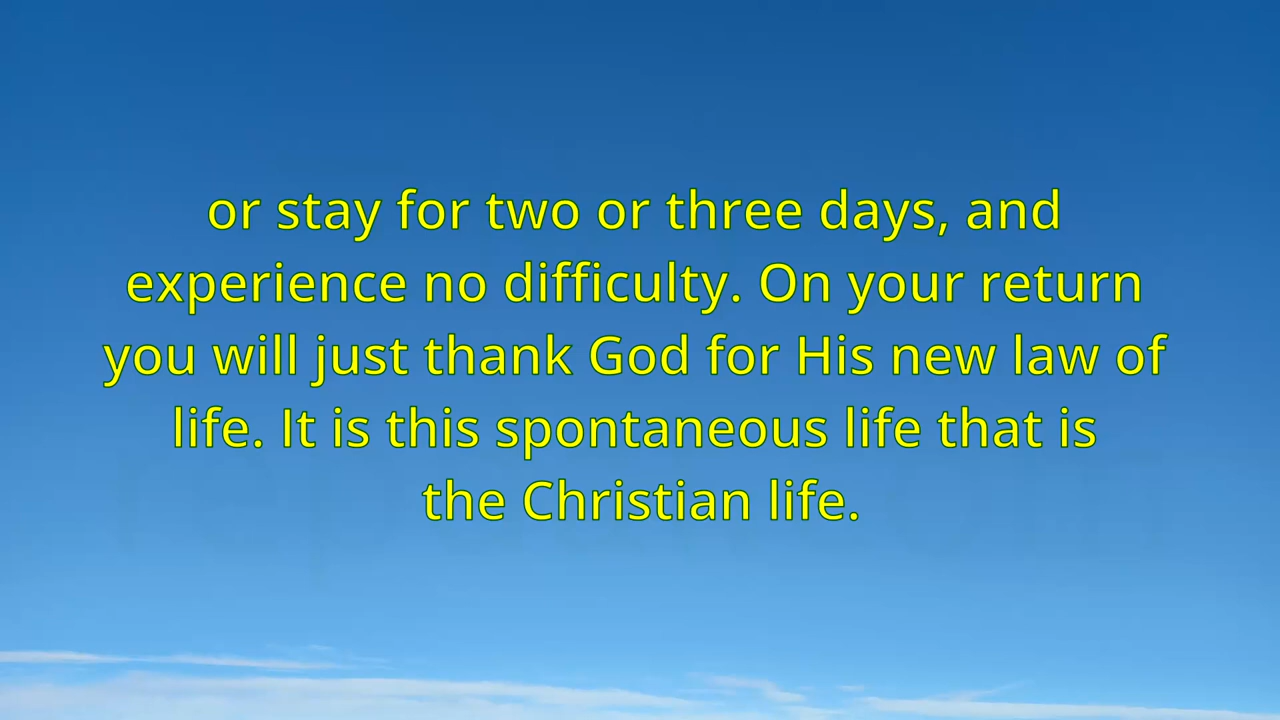 or stay for two or three days, and
experience no difficulty. On your return
you will just thank God for His new law of
life. It is this spontaneous life that is
the Christian life.